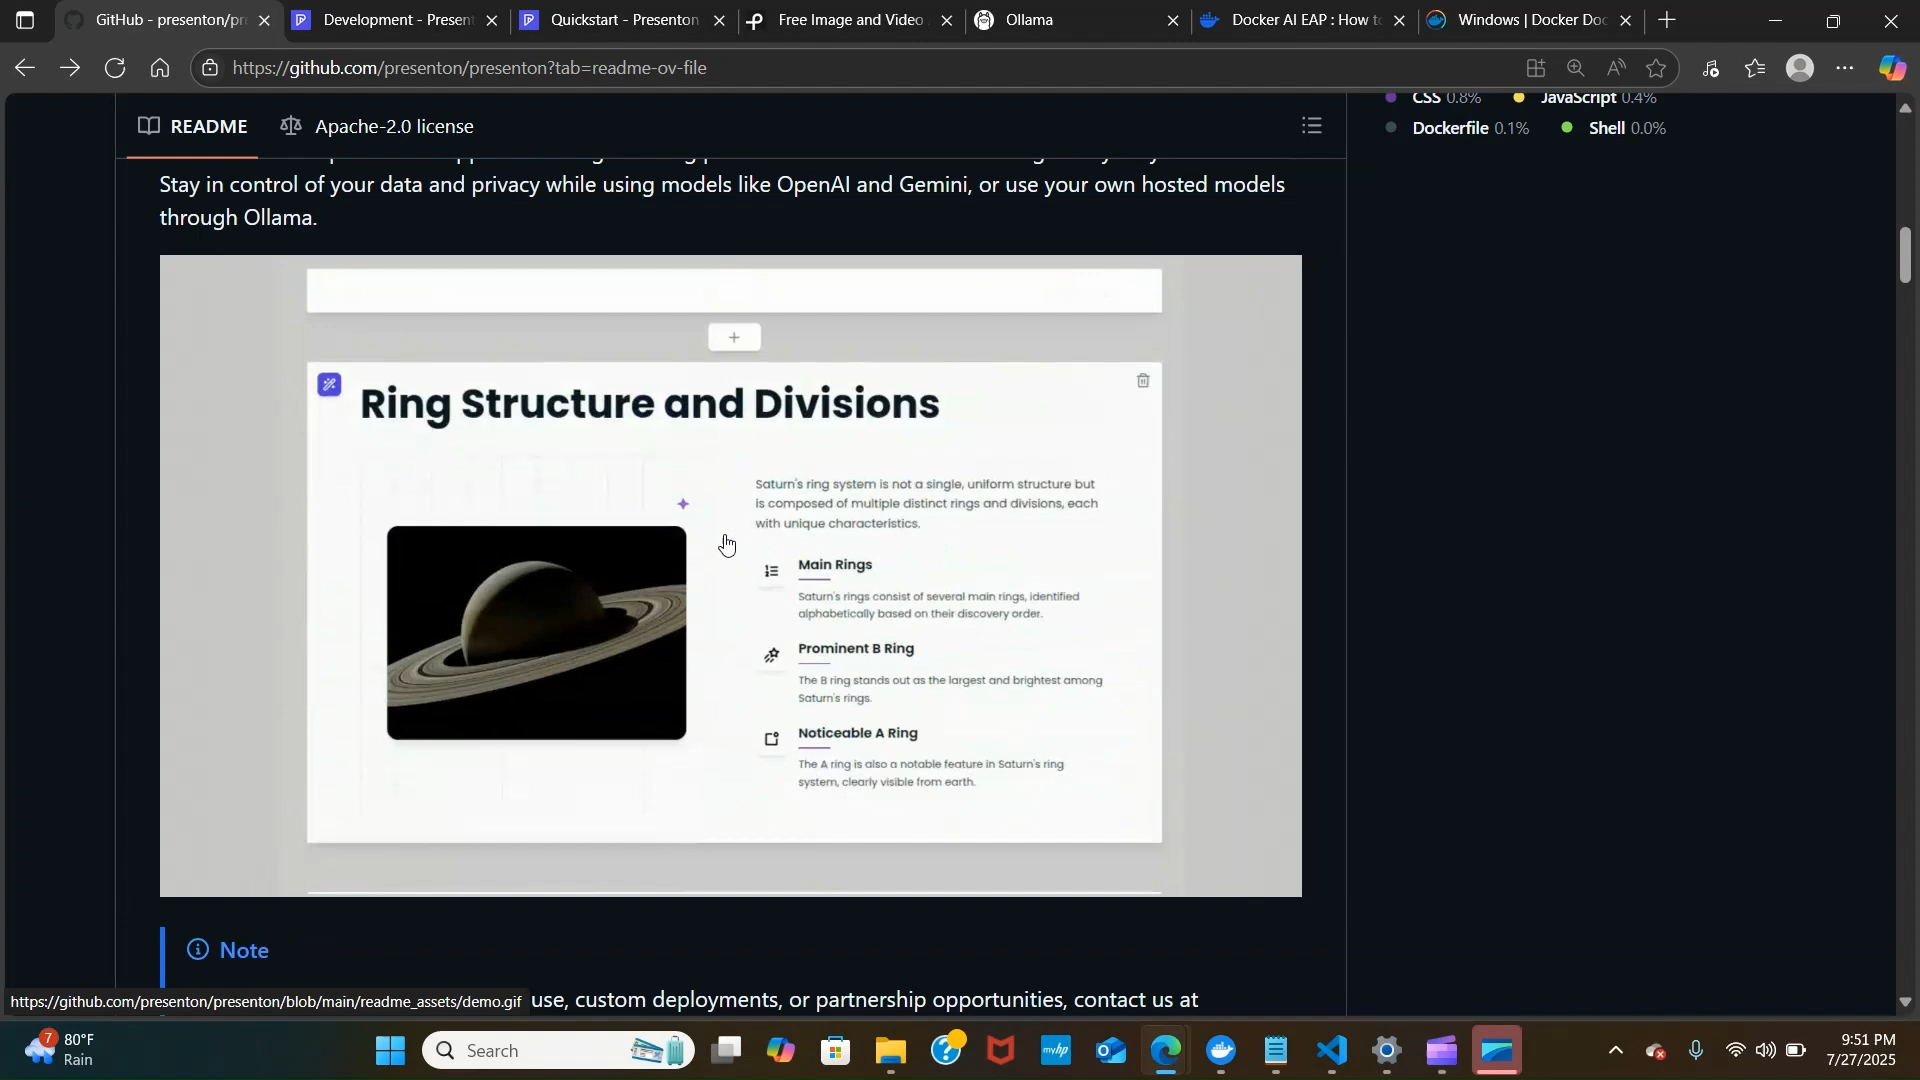 GitHub - presenton/pr
Development - Present
Quickstart - Presenton
Free Image and Video
Ollama
Docker AI EAP : How to
Windows | Docker Doc
https://github.com/presenton/presenton?tab=readme-ov-file
README
Apache-2.0 license
CSS 0.8%
JavaScript 0.4%
Dockerfile 0.1%
Shell 0.0%
Stay in control of your data and privacy while using models like OpenAI and Gemini, or use your own hosted models
through Ollama.
+
Ring Structure and Divisions
Saturn's ring system is not a single, uniform structure but
is composed of multiple distinct rings and divisions, each
with unique characteristics.
Main Rings
Saturn's rings consist of several main rings, identified
alphabetically based on their discovery order.
Prominent B Ring
The B ring stands out as the largest and brightest among
Saturn's rings.
Noticeable A Ring
The A ring is also a notable feature in Saturn's ring
system, clearly visible from earth.
Note
https://github.com/presenton/presenton/blob/main/readme_assets/demo.gif
use, custom deployments, or partnership opportunities, contact us at
7
80°F
Rain
Search
myhp
9:51 PM
7/27/2025